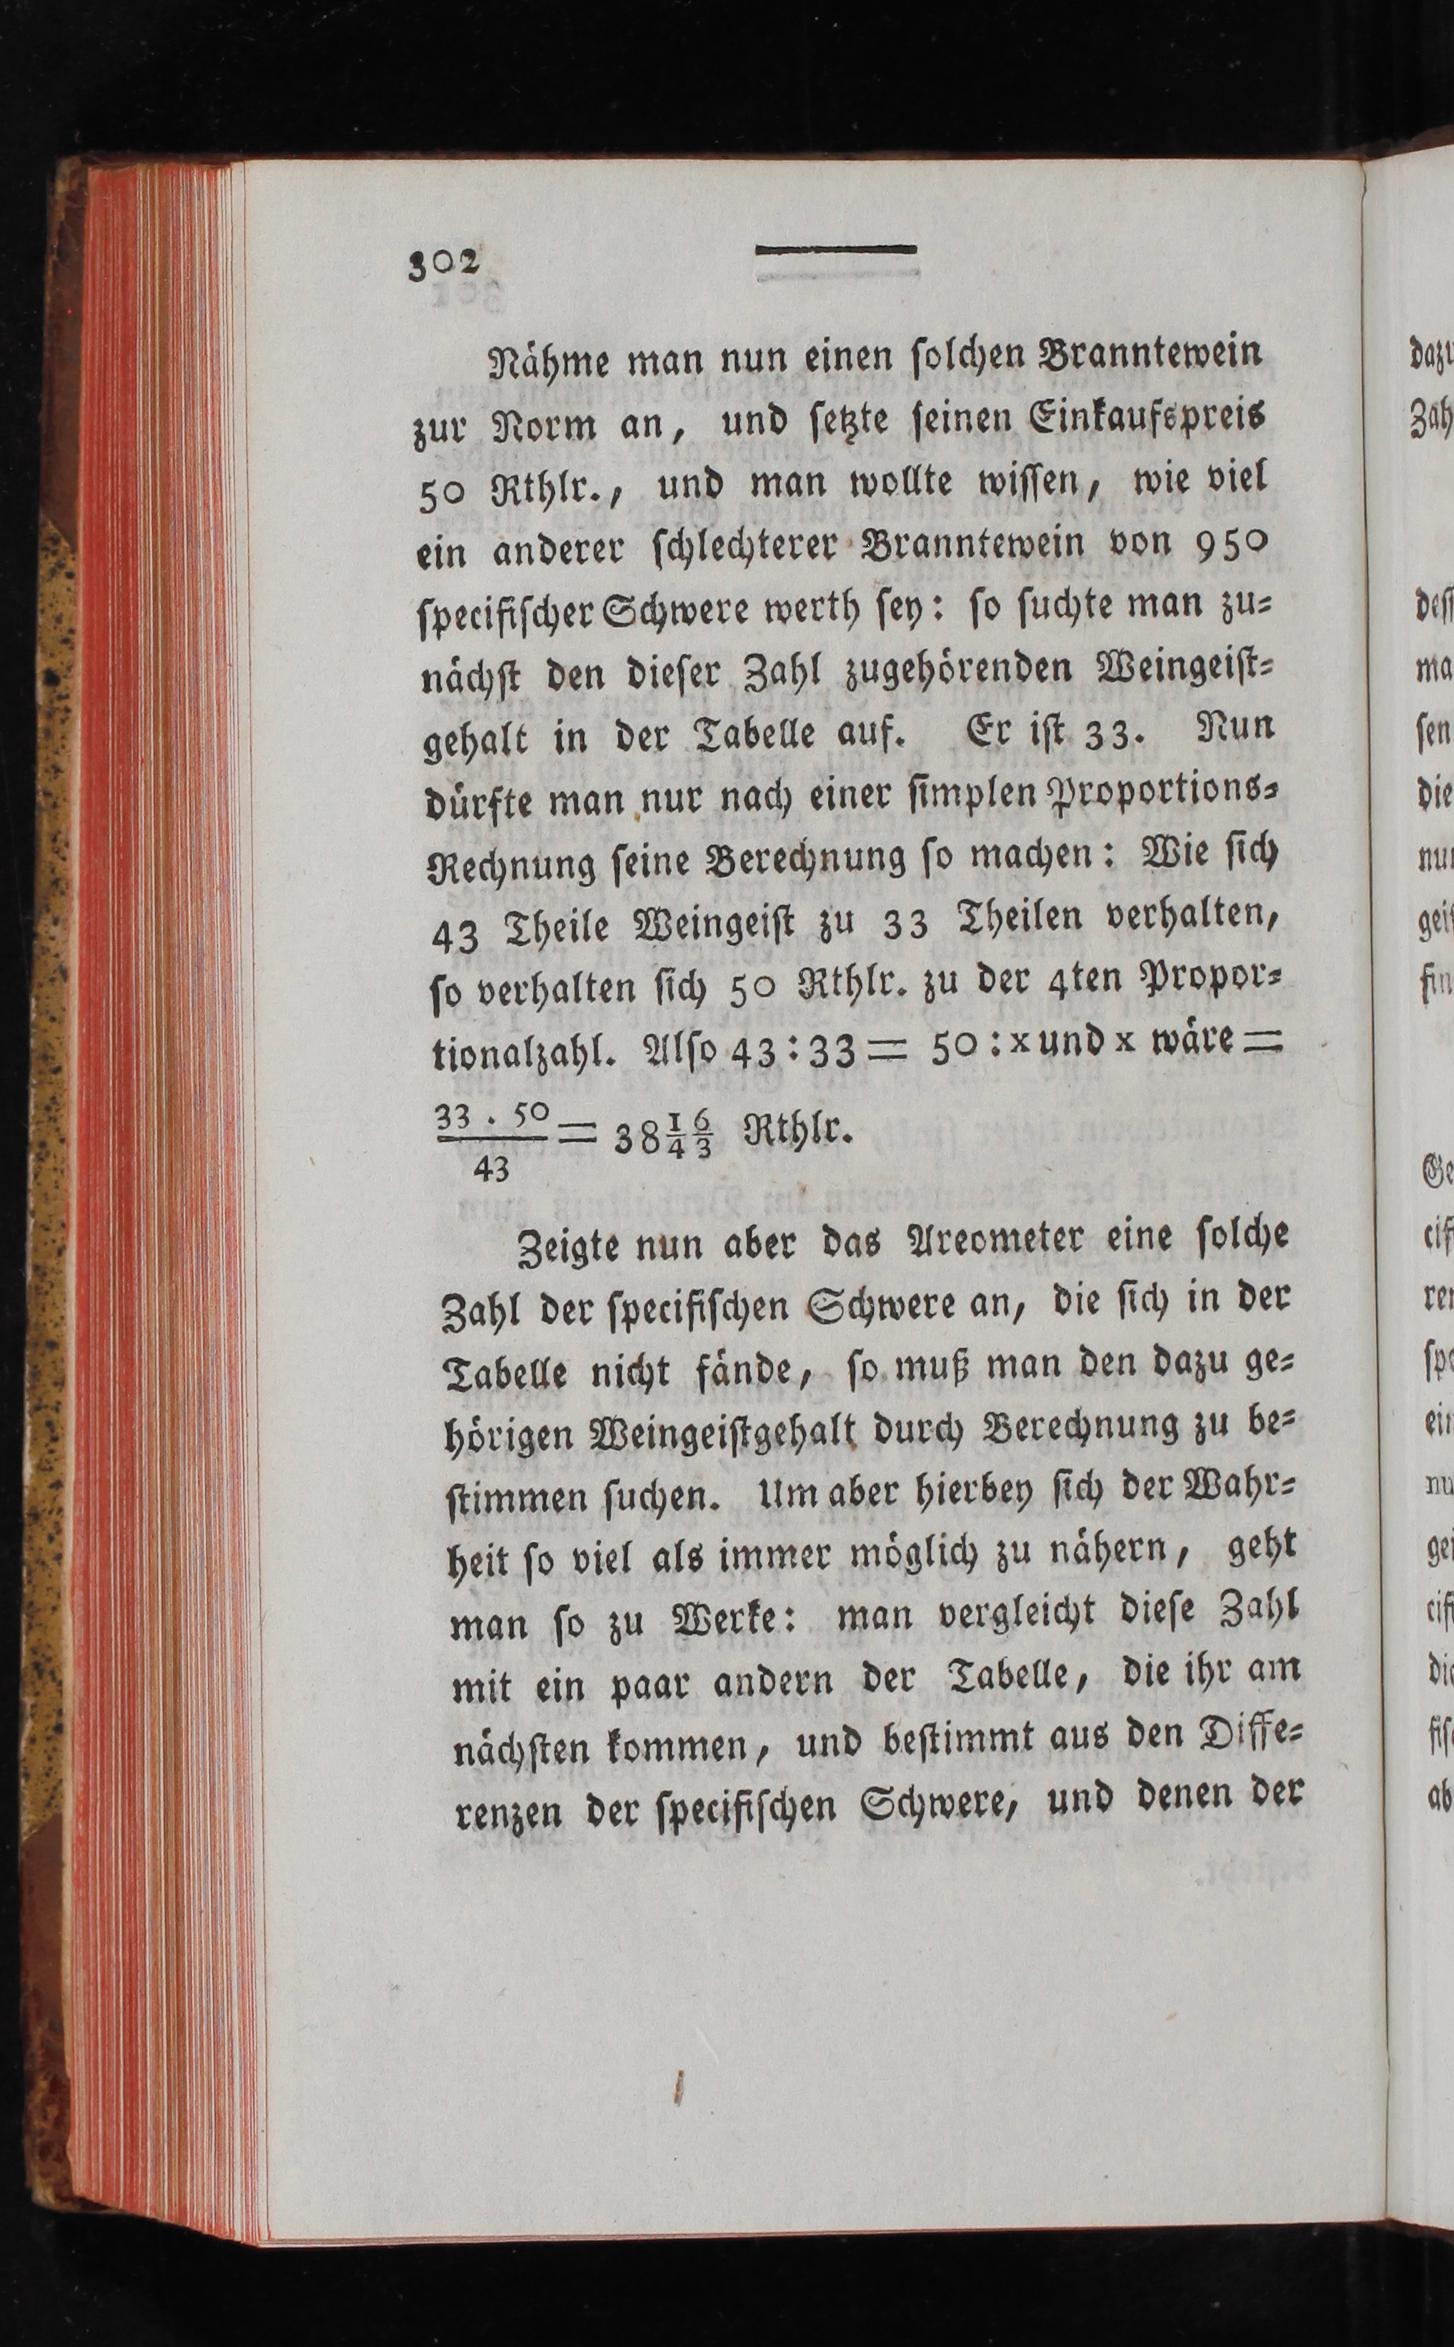 302
Nähme man nun einen ſolchen Branntewein
zur Norm an, und ſetzte ſeinen Einkaufspreis
50 Rthlr., und man wollte wiſſen, wie viel
ein anderer ſchlechterer Branntewein von 950
ſpecifiſcher Schwere werth ſey: ſo ſuchte man zu⸗
nächſt den dieſer Zahl zugehörenden Weingeiſt⸗
gehalt in der Tabelle auf. Er iſt 33. Nun
dürfte man nur nach einer ſimplen Proportions⸗
Rechnung ſeine Berechnung ſo machen: Wie ſich
43 Theile Weingeiſt zu 33 Theilen verhalten,
ſo verhalten ſich 50 Rthlr. zu der 4ten Propor⸗
tionalzahl. Alſo 43 : 33 = 50 : x und x wäre =
33 . 50/43 = 38 16/43 Rthlr.
Zeigte nun aber das Areometer eine ſolche
Zahl der ſpecifiſchen Schwere an, die ſich in der
Tabelle nicht fände, ſo muß man den dazu ge⸗
hörigen Weingeiſtgehalt durch Berechnung zu be⸗
ſtimmen ſuchen. Um aber hierbey ſich der Wahr⸗
heit ſo viel als immer möglich zu nähern, geht
man ſo zu Werke: man vergleicht dieſe Zahl
mit ein paar andern der Tabelle, die ihr am
nächſten kommen, und beſtimmt aus den Diffe⸗
renzen der ſpecifiſchen Schwere, und denen der